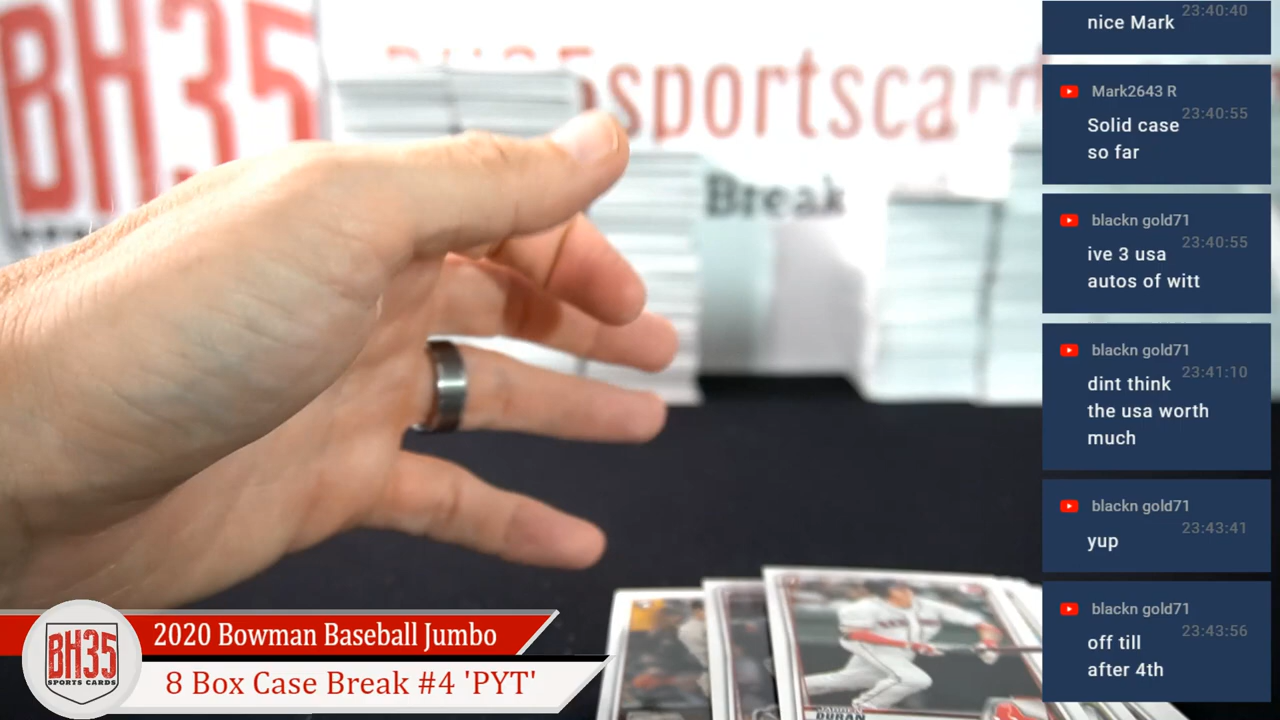 BH35
BH35sportscard
Break
nice Mark
23:40:40
Mark2643 R
23:40:55
Solid case
so far
blackn gold71
23:40:55
ive 3 usa
autos of witt
blackn gold71
23:41:10
dint think
the usa worth
much
blackn gold71
23:43:41
yup
blackn gold71
23:43:56
off till
after 4th
BH35
SPORTS CARDS
2020 Bowman Baseball Jumbo
8 Box Case Break #4 'PYT'
DURAN